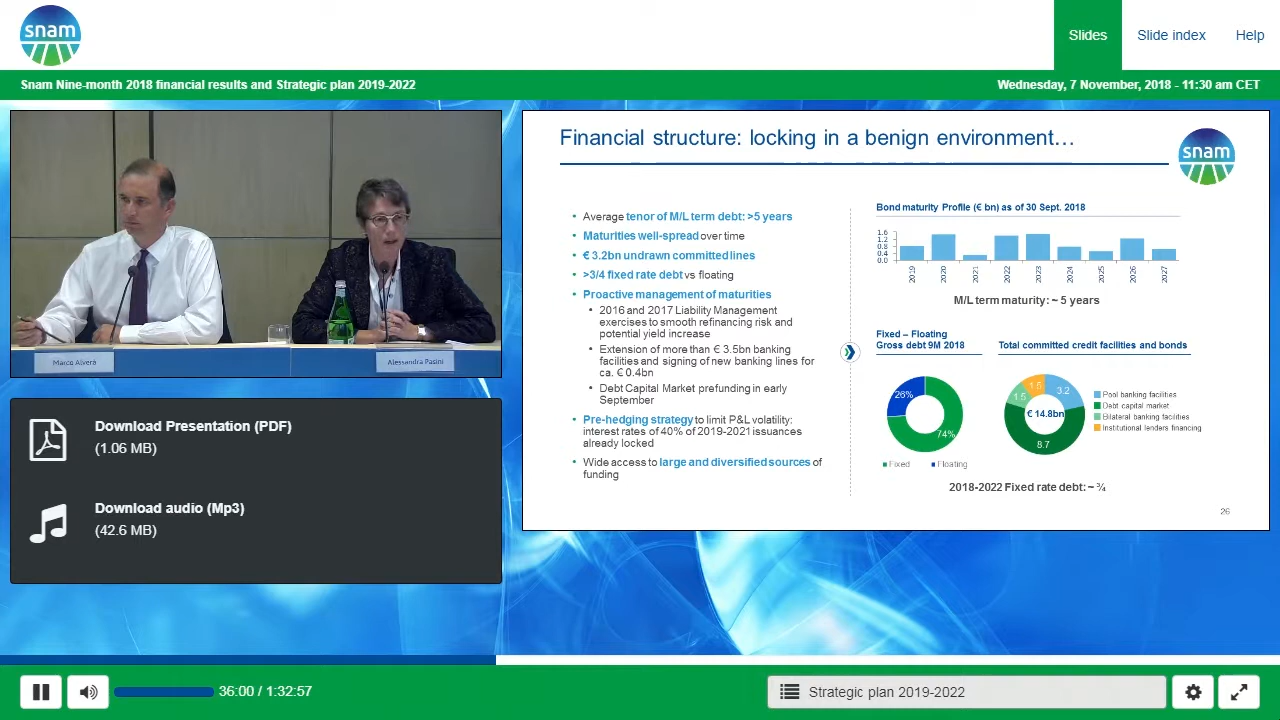 snam
Slides
Slide index
Help
Snam Nine-month 2018 financial results and Strategic plan 2019-2022
Wednesday, 7 November, 2018 - 11:30 am CET
Marco Alverà
Alessandra Pasini
Download Presentation (PDF)
(1.06 MB)
Download audio (Mp3)
(42.6 MB)
Financial structure: locking in a benign environment…
snam
• Average tenor of M/L term debt: >5 years
• Maturities well-spread over time
• € 3.2bn undrawn committed lines
• >3/4 fixed rate debt vs floating
• Proactive management of maturities
• 2016 and 2017 Liability Management
exercises to smooth refinancing risk and
potential yield increase
• Extension of more than € 3.5bn banking
facilities and signing of new banking lines for
ca. € 0.4bn
• Debt Capital Market prefunding in early
September
• Pre-hedging strategy to limit P&L volatility:
interest rates of 40% of 2019-2021 issuances
already locked
• Wide access to large and diversified sources of
funding
Bond maturity Profile (€ bn) as of 30 Sept. 2018
1.6
1.2
0.8
0.4
0.0
2019
2020
2021
2022
2023
2024
2025
2026
2027
M/L term maturity: ~ 5 years
Fixed – Floating
Gross debt 9M 2018
26%
74%
Fixed
Floating
Total committed credit facilities and bonds
1.5
3.2
1.5
€ 14.8bn
8.7
Pool banking facilities
Debt capital market
Bilateral banking facilities
Institutional lenders financing
2018-2022 Fixed rate debt: ~ ¾
26
36:00 / 1:32:57
Strategic plan 2019-2022